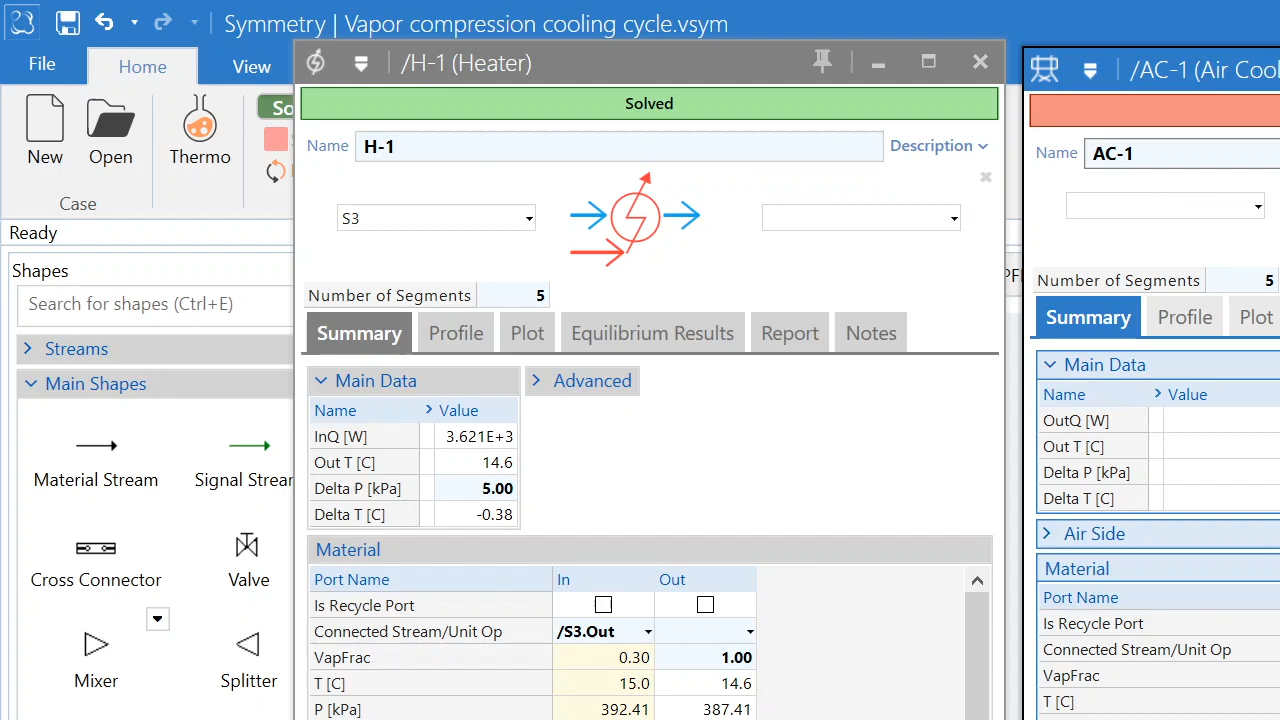 Symmetry | Vapor compression cooling cycle.vsym
File
Home
View
New
Open
Thermo
Case
So
Ready
Shapes
Search for shapes (Ctrl+E)
Streams
Main Shapes
Material Stream
Signal Strear
Cross Connector
Valve
Mixer
Splitter
/H-1 (Heater)
Solved
Name
H-1
Description
S3
Number of Segments
5
Summary
Profile
Plot
Equilibrium Results
Report
Notes
Main Data
Advanced
Name > Value
InQ [W] 3.621E+3
Out T [C] 14.6
Delta P [kPa] 5.00
Delta T [C] -0.38
Material
Port Name In Out
Is Recycle Port
Connected Stream/Unit Op /S3.Out
VapFrac 0.30 1.00
T [C] 15.0 14.6
P [kPa] 392.41 387.41
/AC-1 (Air Cool
Name
AC-1
Number of Segments
5
Summary
Profile
Plot
Main Data
Name > Value
OutQ [W]
Out T [C]
Delta P [kPa]
Delta T [C]
Air Side
Material
Port Name
Is Recycle Port
Connected Stream/Unit Op
VapFrac
T [C]